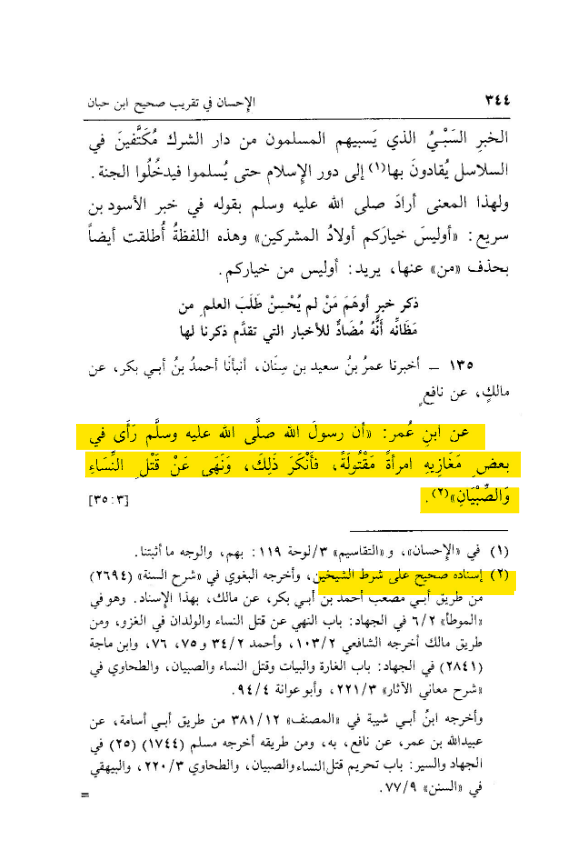 ٣٤٤ الإحسان في تقريب صحيح ابن حبان
الخبرِ السَبْيُ الذي يَسبيهم المسلمون من دار الشرك مُكَتَّفينَ في
السلاسل يُقادونَ بها(١) إلى دور الإسلام حتى يُسلموا فيدخُلُوا الجنة.
ولهذا المعنى أرادَ صلى الله عليه وسلم بقوله في خبر الأسود بن
سريع: «أوليسَ خيارَكم أولادُ المشركين» وهذه اللفظةُ أُطلقت أيضاً
بحذف «من» عنها، يريد: أوليس من خياركم.
ذكر خبرٍ أوهَمَ مَنْ لم يُحْسِنْ طَلَبَ العلم ِ من
مَظَانِّه أنَّهُ مُضَادٌّ للأخبار التي تقدَّم ذكرنا لها
١٣٥ – أخبرنا عمرُ بنُ سعيد بن سِنَان، أنبأنَا أحمدُ بنُ أبي بكر، عن
مالكٍ، عن نافعٍ
عن ابنِ عُمر: «أن رسولَ الله صلَّى الله عليه وسلَّم رَأَى في
بعضِ مَغَازِيهِ امرأةً مَقْتُولَةً، فأَنْكَرَ ذَلِكَ، وَنَهَى عَنْ قَتْلِ النِّسَاءِ
وَالصِّبْيَانِ»(٢). [٣:٣٥]
(١) في «الإحسان»، و«التقاسيم» ٣/لوحة ١١٩: بهم، والوجه ما أثبتنا.
(٢) إسناده صحيح على شرط الشيخين، وأخرجه البغوي في «شرح السنة» (٢٦٩٤)
من طريق أبي مصعب أحمد بن أبي بكر، عن مالك، بهذا الإسناد. وهو في
«الموطأ» ٦/٢ في الجهاد: باب النهي عن قتل النساء والولدان في الغزو، ومن
طريق مالك أخرجه الشافعي ١٠٣/٢، وأحمد ٣٤/٢ و٧٥، ٧٦، وابن ماجة
(٢٨٤١) في الجهاد: باب الغارة والبيات وقتل النساء والصبيان، والطحاوي في
«شرح معاني الآثار» ٢٢١/٣، وأبو عوانة ٩٤/٤.
وأخرجه ابنُ أبي شيبة في «المصنف» ٣٨١/١٢ من طريق أبي أسامة، عن
عبيدالله بن عمر، عن نافع، به، ومن طريقه أخرجه مسلم (١٧٤٤) (٢٥) في
الجهاد والسير: باب تحريم قتل النساء والصبيان، والطحاوي ٢٢٠/٣، والبيهقي
في «السنن» ٧٧/٩.
=